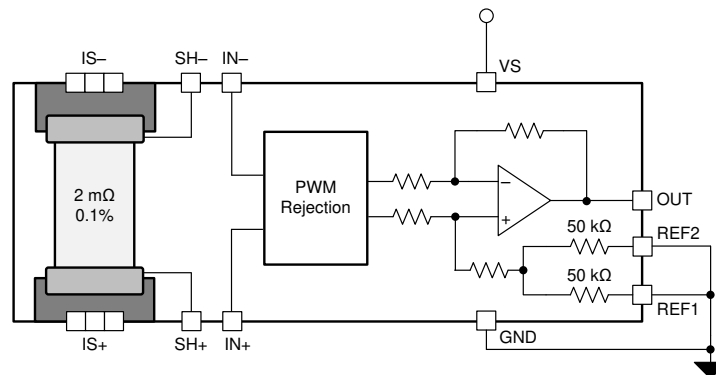 IS– SH– IN– VS
2 mΩ
0.1%
PWM
Rejection
–
+
OUT
50 kΩ
REF2
50 kΩ
REF1
GND
IS+ SH+ IN+